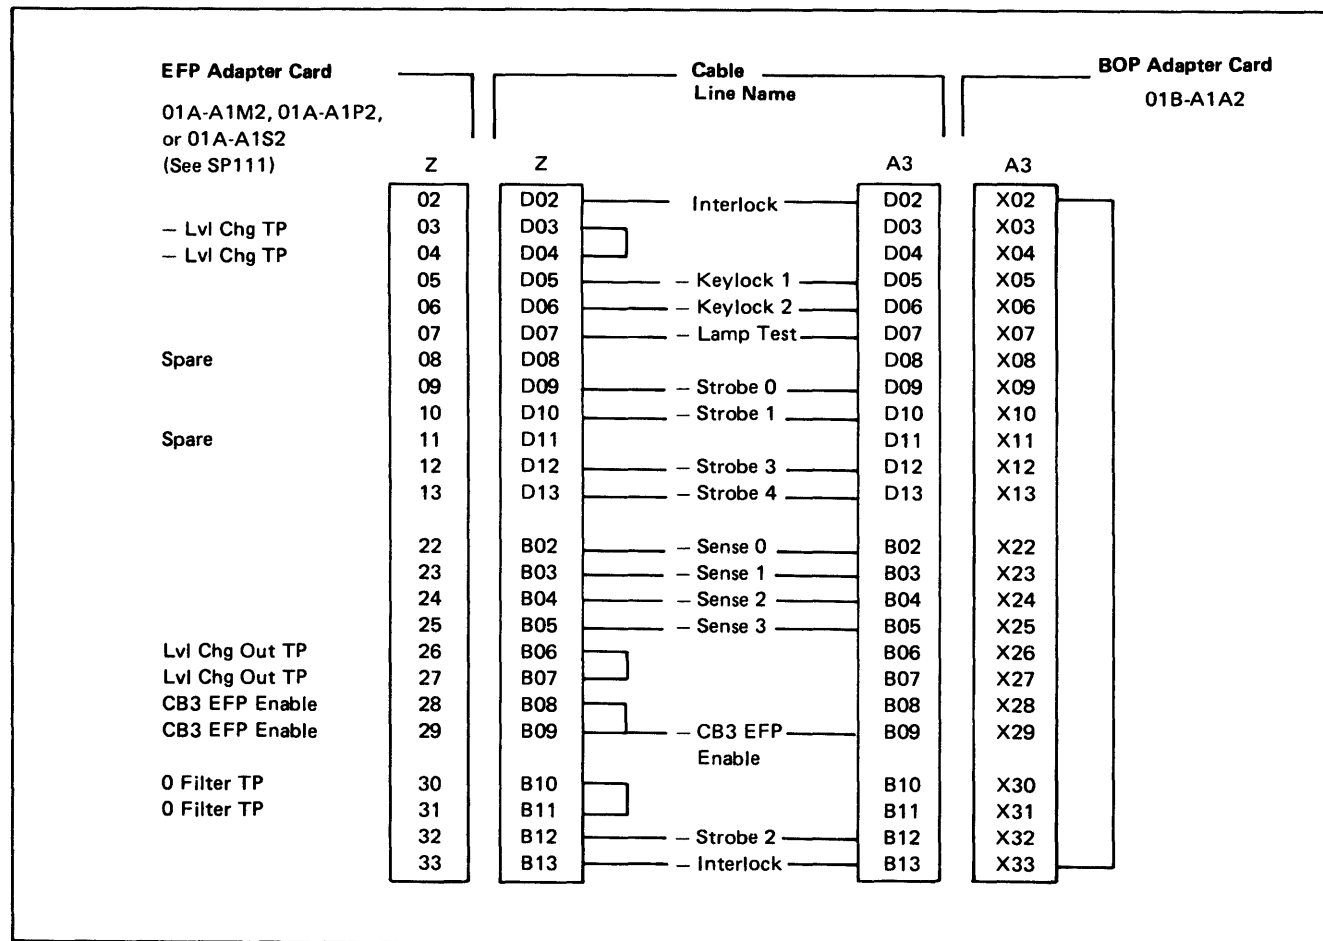 EFP Adapter Card Cable BOP Adapter Card
Line Name 01B-A1A2
01A-A1M2, 01A-A1P2,
or 01A-A1S2
(See SP111) Z Z A3 A3
02 D02 Interlock D02 X02
– Lvl Chg TP 03 D03 D03 X03
– Lvl Chg TP 04 D04 D04 X04
05 D05 – Keylock 1 D05 X05
06 D06 – Keylock 2 D06 X06
07 D07 – Lamp Test D07 X07
Spare 08 D08 D08 X08
09 D09 – Strobe 0 D09 X09
10 D10 – Strobe 1 D10 X10
Spare 11 D11 D11 X11
12 D12 – Strobe 3 D12 X12
13 D13 – Strobe 4 D13 X13
22 B02 – Sense 0 B02 X22
23 B03 – Sense 1 B03 X23
24 B04 – Sense 2 B04 X24
25 B05 – Sense 3 B05 X25
Lvl Chg Out TP 26 B06 B06 X26
Lvl Chg Out TP 27 B07 B07 X27
CB3 EFP Enable 28 B08 B08 X28
CB3 EFP Enable 29 B09 – CB3 EFP B09 X29
Enable
0 Filter TP 30 B10 B10 X30
0 Filter TP 31 B11 B11 X31
32 B12 – Strobe 2 B12 X32
33 B13 – Interlock B13 X33